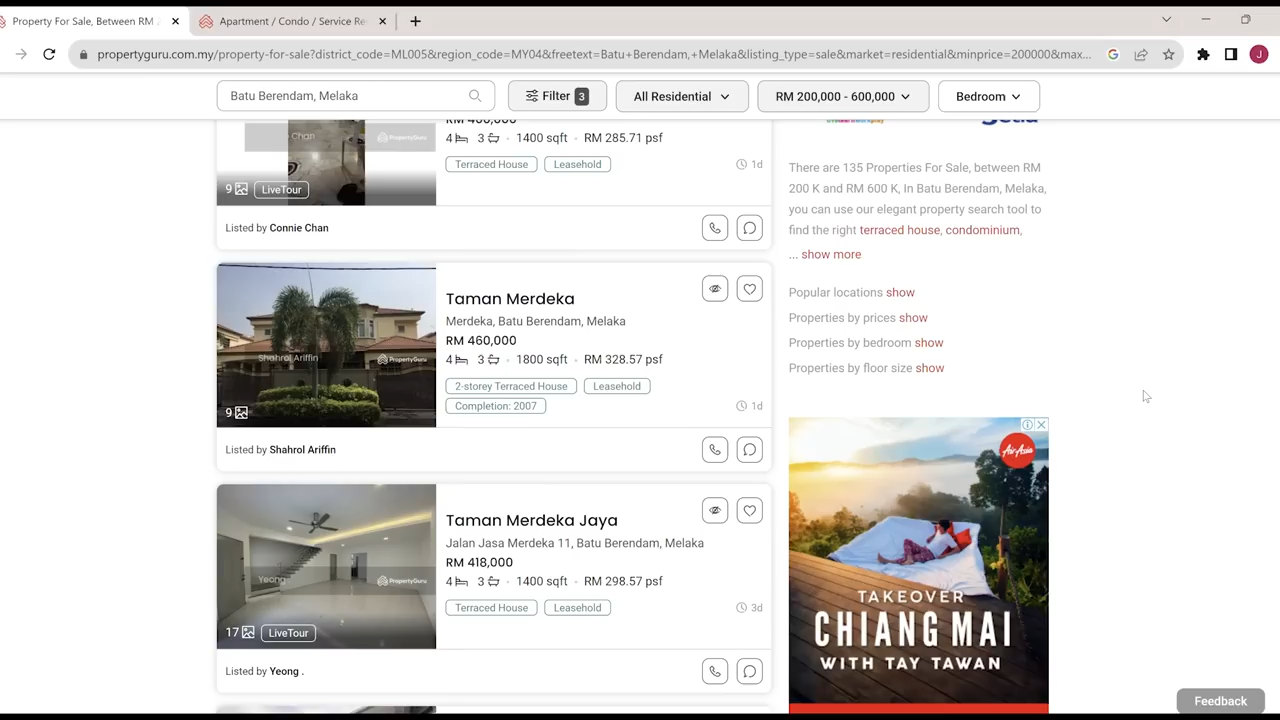 Property For Sale, Between RM 2
Apartment / Condo / Service Re
propertyguru.com.my/property-for-sale?district_code=ML005&region_code=MY04&freetext=Batu+Berendam,+Melaka&listing_type=sale&market=residential&minprice=200000&max...
J
Batu Berendam, Melaka
Filter 3
All Residential
RM 200,000 - 600,000
Bedroom
Chan
PropertyGuru
4 3 · 1400 sqft · RM 285.71 psf
Terraced House Leasehold 1d
9 LiveTour
Listed by Connie Chan
Taman Merdeka
Merdeka, Batu Berendam, Melaka
RM 460,000
4 3 · 1800 sqft · RM 328.57 psf
2-storey Terraced House Leasehold
Completion: 2007 1d
Shahrol Ariffin
PropertyGuru
9
Listed by Shahrol Ariffin
Taman Merdeka Jaya
Jalan Jasa Merdeka 11, Batu Berendam, Melaka
RM 418,000
4 3 · 1400 sqft · RM 298.57 psf
Terraced House Leasehold 3d
Yeong
PropertyGuru
17 LiveTour
Listed by Yeong .
There are 135 Properties For Sale, between RM
200 K and RM 600 K, In Batu Berendam, Melaka,
you can use our elegant property search tool to
find the right terraced house, condominium,
... show more
Popular locations show
Properties by prices show
Properties by bedroom show
Properties by floor size show
AirAsia
TAKEOVER
CHIANG MAI
WITH TAY TAWAN
Feedback